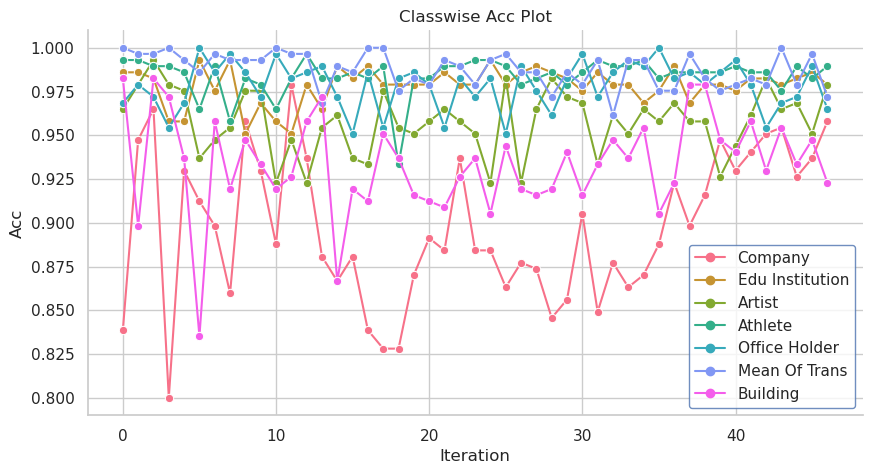 Classwise Acc Plot
1.000
0.975
0.950
0.925
0.900
0.875
0.850
0.825
0.800
Acc
0
10
20
30
40
Iteration
Company
Edu Institution
Artist
Athlete
Office Holder
Mean Of Trans
Building